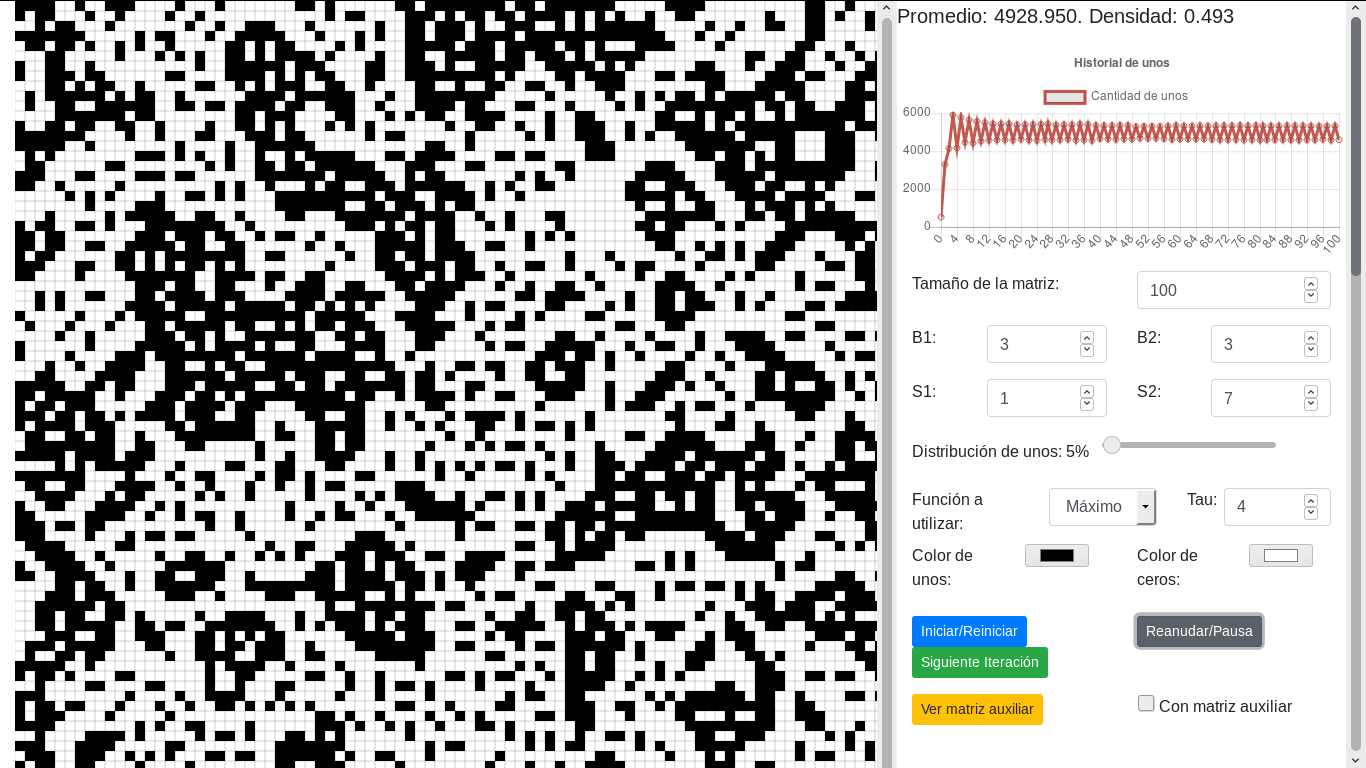 Promedio: 4928.950. Densidad: 0.493
Historial de unos
Cantidad de unos
6000
4000
2000
0
0 4 8 12 16 20 24 28 32 36 40 44 48 52 56 60 64 68 72 76 80 84 88 92 96 100
Tamaño de la matriz: 100
B1: 3 B2: 3
S1: 1 S2: 7
Distribución de unos: 5%
Función a utilizar: Máximo Tau: 4
Color de unos: Color de ceros:
Iniciar/Reiniciar Reanudar/Pausa
Siguiente Iteración
Ver matriz auxiliar Con matriz auxiliar